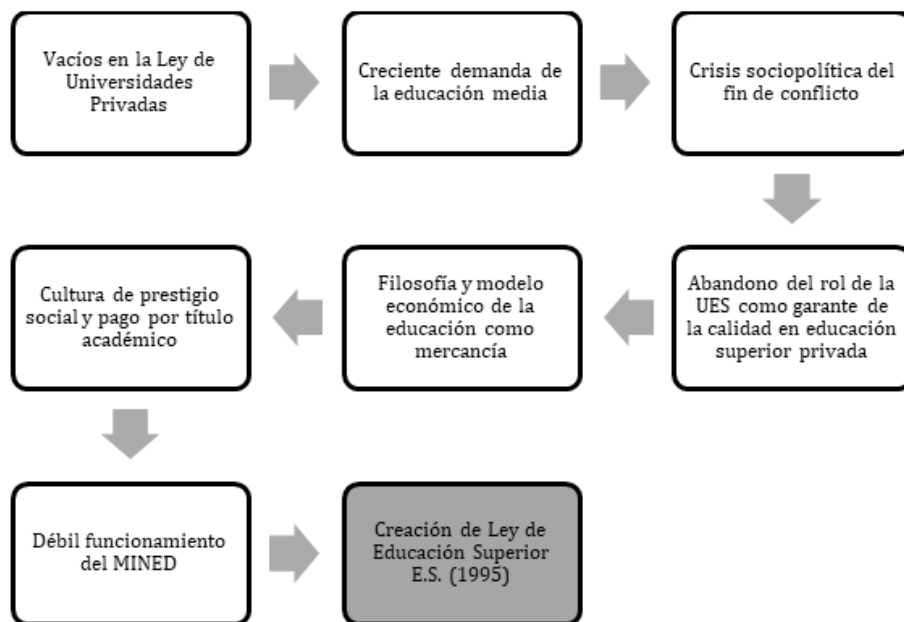 Vacíos en la Ley de
Universidades
Privadas
Creciente demanda de
la educación media
Crisis sociopolítica del
fin de conflicto
Abandono del rol de la
UES como garante de
la calidad en educación
superior privada
Filosofía y modelo
económico de la
educación como
mercancía
Cultura de prestigio
social y pago por título
académico
Débil funcionamiento
del MINED
Creación de Ley de
Educación Superior
E.S. (1995)